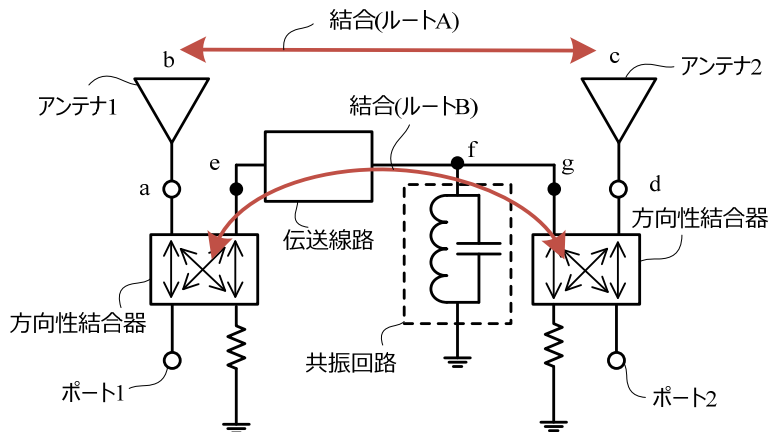 結合(ルートA)
b
c
アンテナ1
アンテナ2
結合(ルートB)
f
e
g
a
d
伝送線路
方向性結合器
方向性結合器
共振回路
ポート1
ポート2